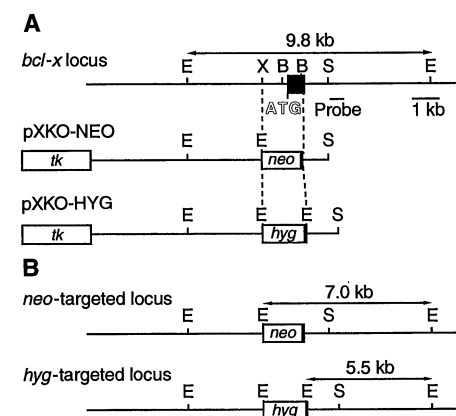 A
9.8 kb
bcl-x locus
E X B B S E
ATG Probe 1 kb
pXKO-NEO
E E S
tk neo
pXKO-HYG
E E E S
tk hyg
B
neo-targeted locus
7.0 kb
E E S E
neo
hyg-targeted locus
5.5 kb
E E E S E
hyg